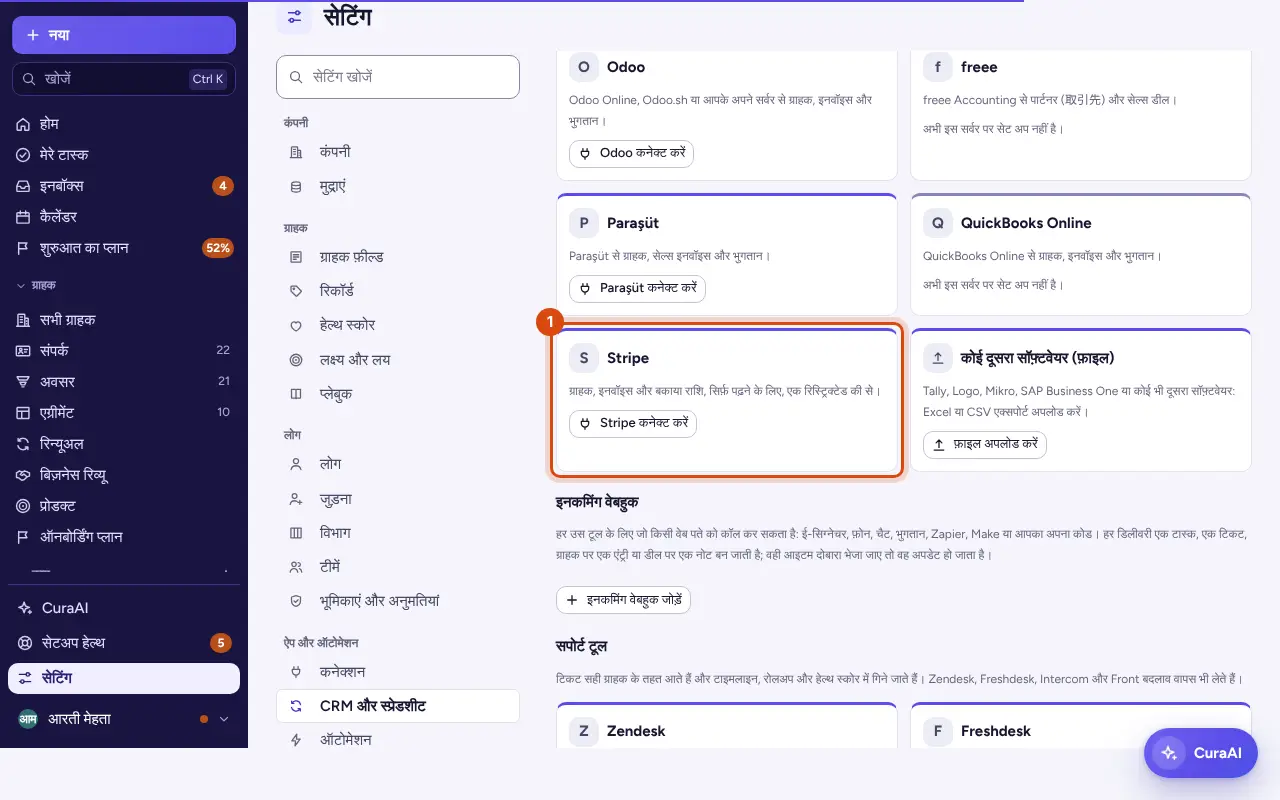 नया
खोजें
Ctrl K
होम
मेरे टास्क
इनबॉक्स
4
कैलेंडर
शुरुआत का प्लान
52%
ग्राहक
सभी ग्राहक
संपर्क
22
अवसर
21
एग्रीमेंट
10
रिन्यूअल
बिज़नेस रिव्यू
प्रोडक्ट
ऑनबोर्डिंग प्लान
CuraAI
सेटअप हेल्थ
5
सेटिंग
आम
आरती मेहता
सेटिंग
सेटिंग खोजें
कंपनी
कंपनी
मुद्राएं
ग्राहक
ग्राहक फ़ील्ड
रिकॉर्ड
हेल्थ स्कोर
लक्ष्य और लय
प्लेबुक
लोग
लोग
जुड़ना
विभाग
टीमें
भूमिकाएं और अनुमतियां
ऐप और ऑटोमेशन
कनेक्शन
CRM और स्प्रेडशीट
ऑटोमेशन
O
Odoo
Odoo Online, Odoo.sh या आपके अपने सर्वर से ग्राहक, इनवॉइस और
भुगतान।
Odoo कनेक्ट करें
f
freee
freee Accounting से पार्टनर (取引先) और सेल्स डील।
अभी इस सर्वर पर सेट अप नहीं है।
P
Paraşüt
Paraşüt से ग्राहक, सेल्स इनवॉइस और भुगतान।
Paraşüt कनेक्ट करें
Q
QuickBooks Online
QuickBooks Online से ग्राहक, इनवॉइस और भुगतान।
अभी इस सर्वर पर सेट अप नहीं है।
1
S
Stripe
ग्राहक, इनवॉइस और बकाया राशि, सिर्फ़ पढ़ने के लिए, एक रिस्ट्रिक्टेड की से।
Stripe कनेक्ट करें
कोई दूसरा सॉफ़्टवेयर (फ़ाइल)
Tally, Logo, Mikro, SAP Business One या कोई भी दूसरा सॉफ़्टवेयर:
Excel या CSV एक्सपोर्ट अपलोड करें।
फ़ाइल अपलोड करें
इनकमिंग वेबहुक
हर उस टूल के लिए जो किसी वेब पते को कॉल कर सकता है: ई-सिग्नेचर, फ़ोन, चैट, भुगतान, Zapier, Make या आपका अपना कोड। हर डिलीवरी एक टास्क, एक टिकट,
ग्राहक पर एक एंट्री या डील पर एक नोट बन जाती है; वही आइटम दोबारा भेजा जाए तो वह अपडेट हो जाता है।
इनकमिंग वेबहुक जोड़ें
सपोर्ट टूल
टिकट सही ग्राहक के तहत आते हैं और टाइमलाइन, रोलअप और हेल्थ स्कोर में गिने जाते हैं। Zendesk, Freshdesk, Intercom और Front बदलाव वापस भी लेते हैं।
Z
Zendesk
F
Freshdesk
CuraAI